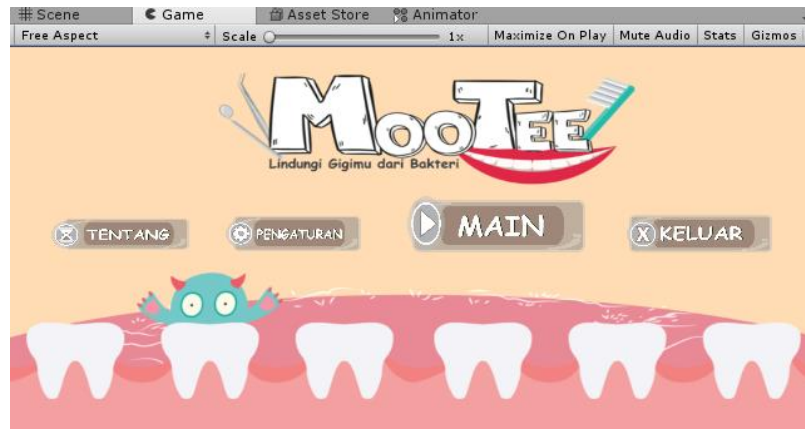 Scene Game Asset Store Animator
Free Aspect Scale 1x Maximize On Play Mute Audio Stats Gizmos
MooTee
Lindungi Gigimu dari Bakteri
TENTANG PENGATURAN MAIN X KELUAR